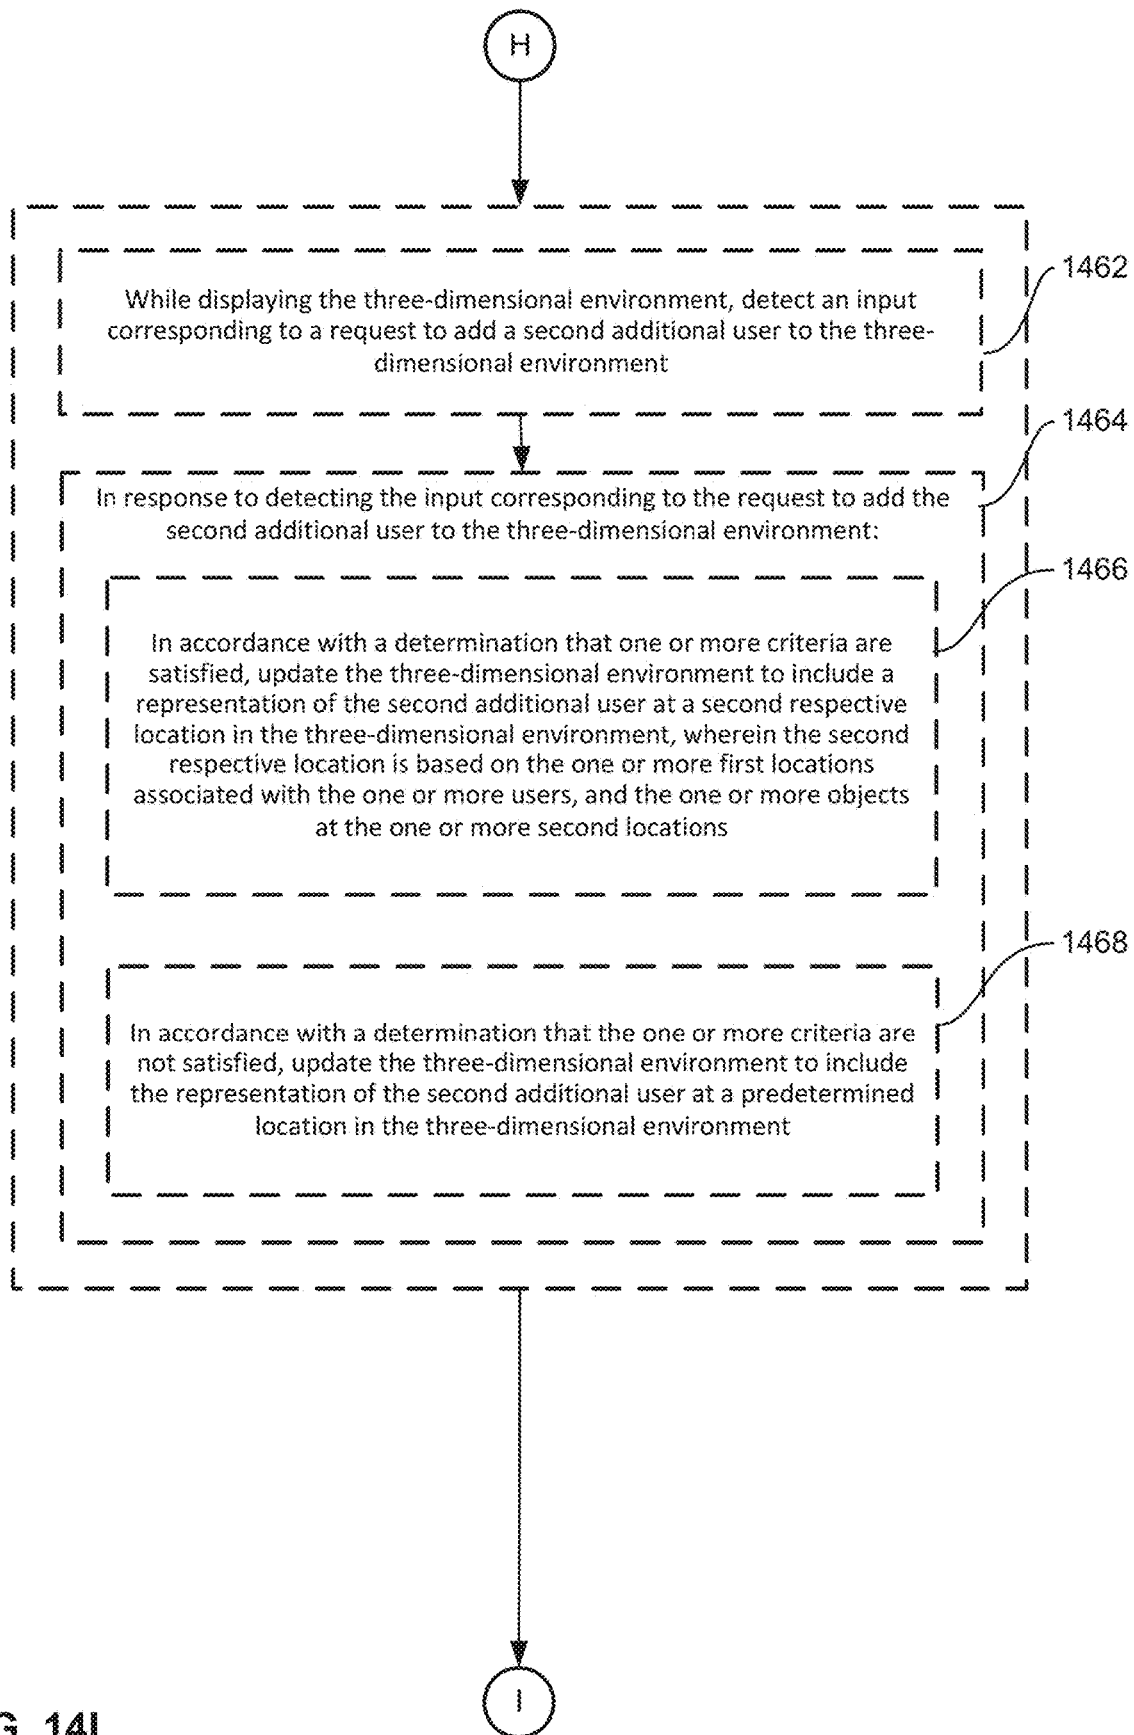 H
While displaying the three-dimensional environment, detect an input
corresponding to a request to add a second additional user to the three-
dimensional environment
1462
In response to detecting the input corresponding to the request to add the
second additional user to the three-dimensional environment:
1464
In accordance with a determination that one or more criteria are
satisfied, update the three-dimensional environment to include a
representation of the second additional user at a second respective
location in the three-dimensional environment, wherein the second
respective location is based on the one or more first locations
associated with the one or more users, and the one or more objects
at the one or more second locations
1466
In accordance with a determination that the one or more criteria are
not satisfied, update the three-dimensional environment to include
the representation of the second additional user at a predetermined
location in the three-dimensional environment
1468
I